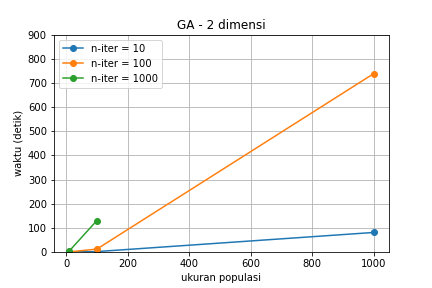 GA - 2 dimensi
900
800
700
600
500
400
300
200
100
0
waktu (detik)
n-iter = 10
n-iter = 100
n-iter = 1000
0 200 400 600 800 1000
ukuran populasi